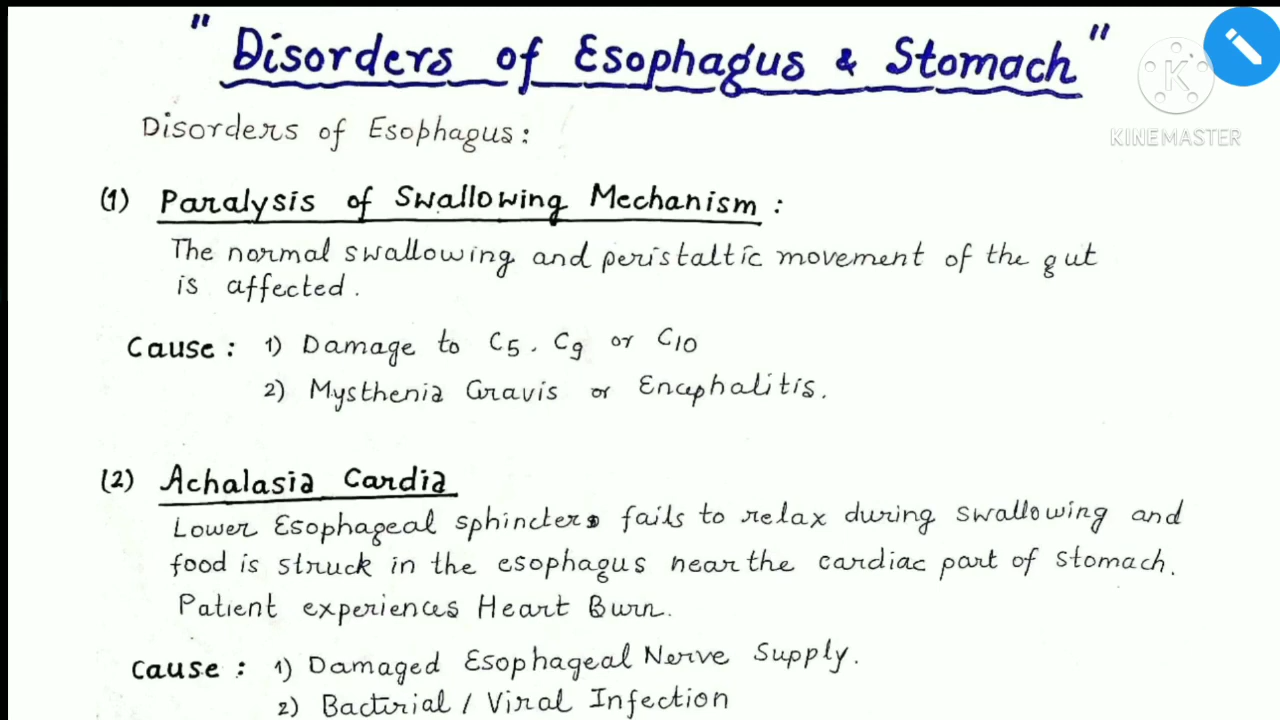 "Disorders of Esophagus & Stomach"
K
KINEMASTER
Disorders of Esophagus:
(1) Paralysis of Swallowing Mechanism :
The normal swallowing and peristaltic movement of the gut
is affected.
Cause : 1) Damage to C5, C9 or C10
2) Mysthenia Gravis or Encephalitis.
(2) Achalasia Cardia
Lower Esophageal sphincters fails to relax during swallowing and
food is struck in the esophagus near the cardiac part of stomach.
Patient experiences Heart Burn.
Cause : 1) Damaged Esophageal Nerve Supply.
2) Bacterial / Viral Infection